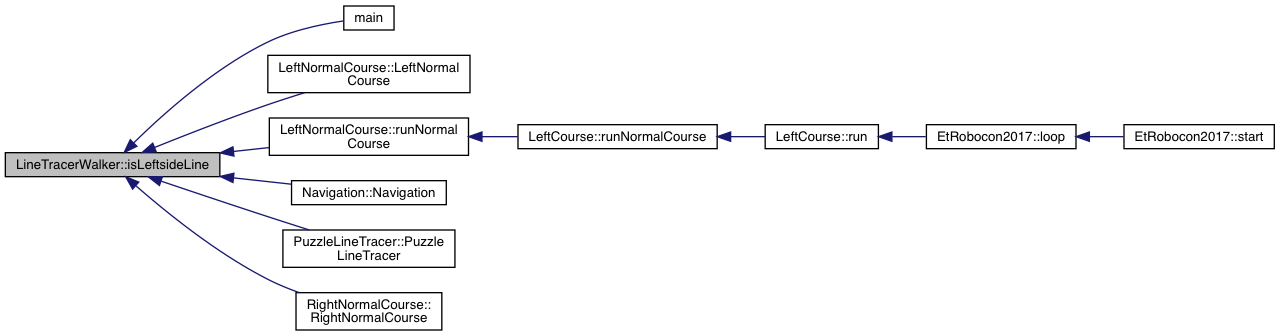 main
LeftNormalCourse::LeftNormal
Course
LeftNormalCourse::runNormal
Course
LeftCourse::runNormalCourse
LeftCourse::run
EtRobocon2017::loop
EtRobocon2017::start
LineTracerWalker::isLeftsideLine
Navigation::Navigation
PuzzleLineTracer::Puzzle
LineTracer
RightNormalCourse::
RightNormalCourse